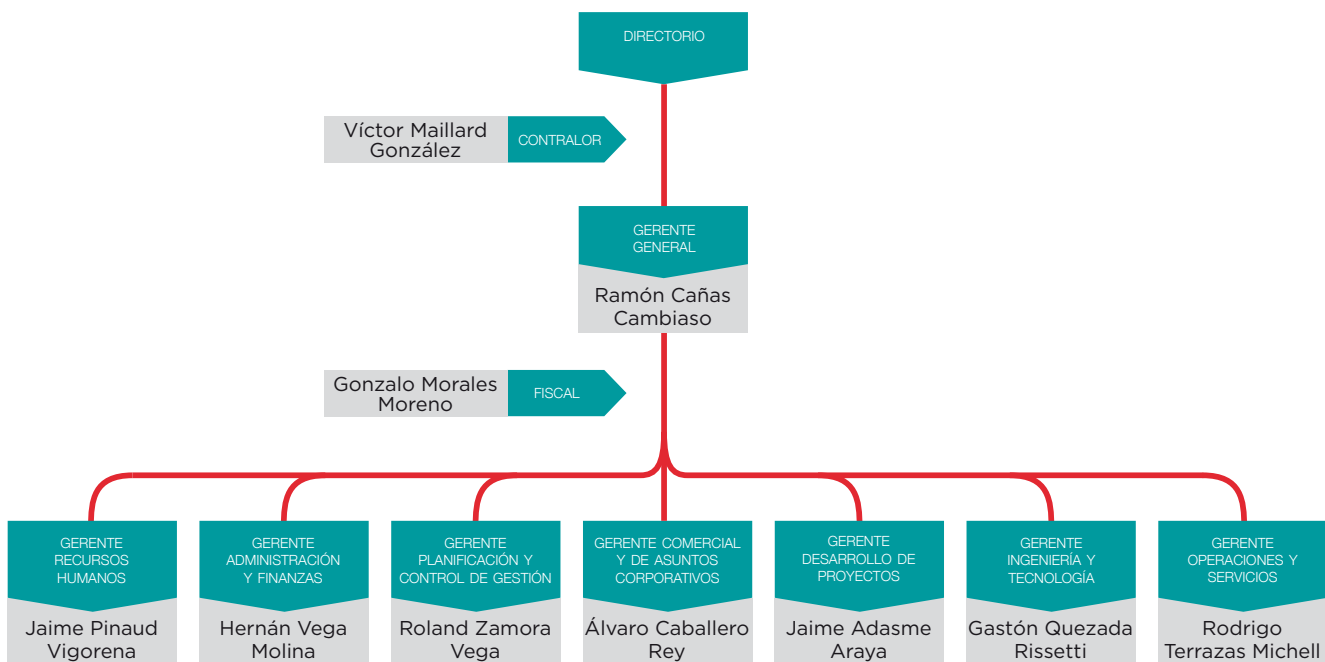 DIRECTORIO
Víctor Maillard
González
CONTRALOR
GERENTE
GENERAL
Ramón Cañas
Cambiaso
Gonzalo Morales
Moreno
FISCAL
GERENTE
RECURSOS
HUMANOS
Jaime Pinaud
Vigorena
GERENTE
ADMINISTRACIÓN
Y FINANZAS
Hernán Vega
Molina
GERENTE
PLANIFICACIÓN Y
CONTROL DE GESTIÓN
Roland Zamora
Vega
GERENTE COMERCIAL
Y DE ASUNTOS
CORPORATIVOS
Álvaro Caballero
Rey
GERENTE
DESARROLLO DE
PROYECTOS
Jaime Adasme
Araya
GERENTE
INGENIERÍA Y
TECNOLOGÍA
Gastón Quezada
Rissetti
GERENTE
OPERACIONES Y
SERVICIOS
Rodrigo
Terrazas Michell